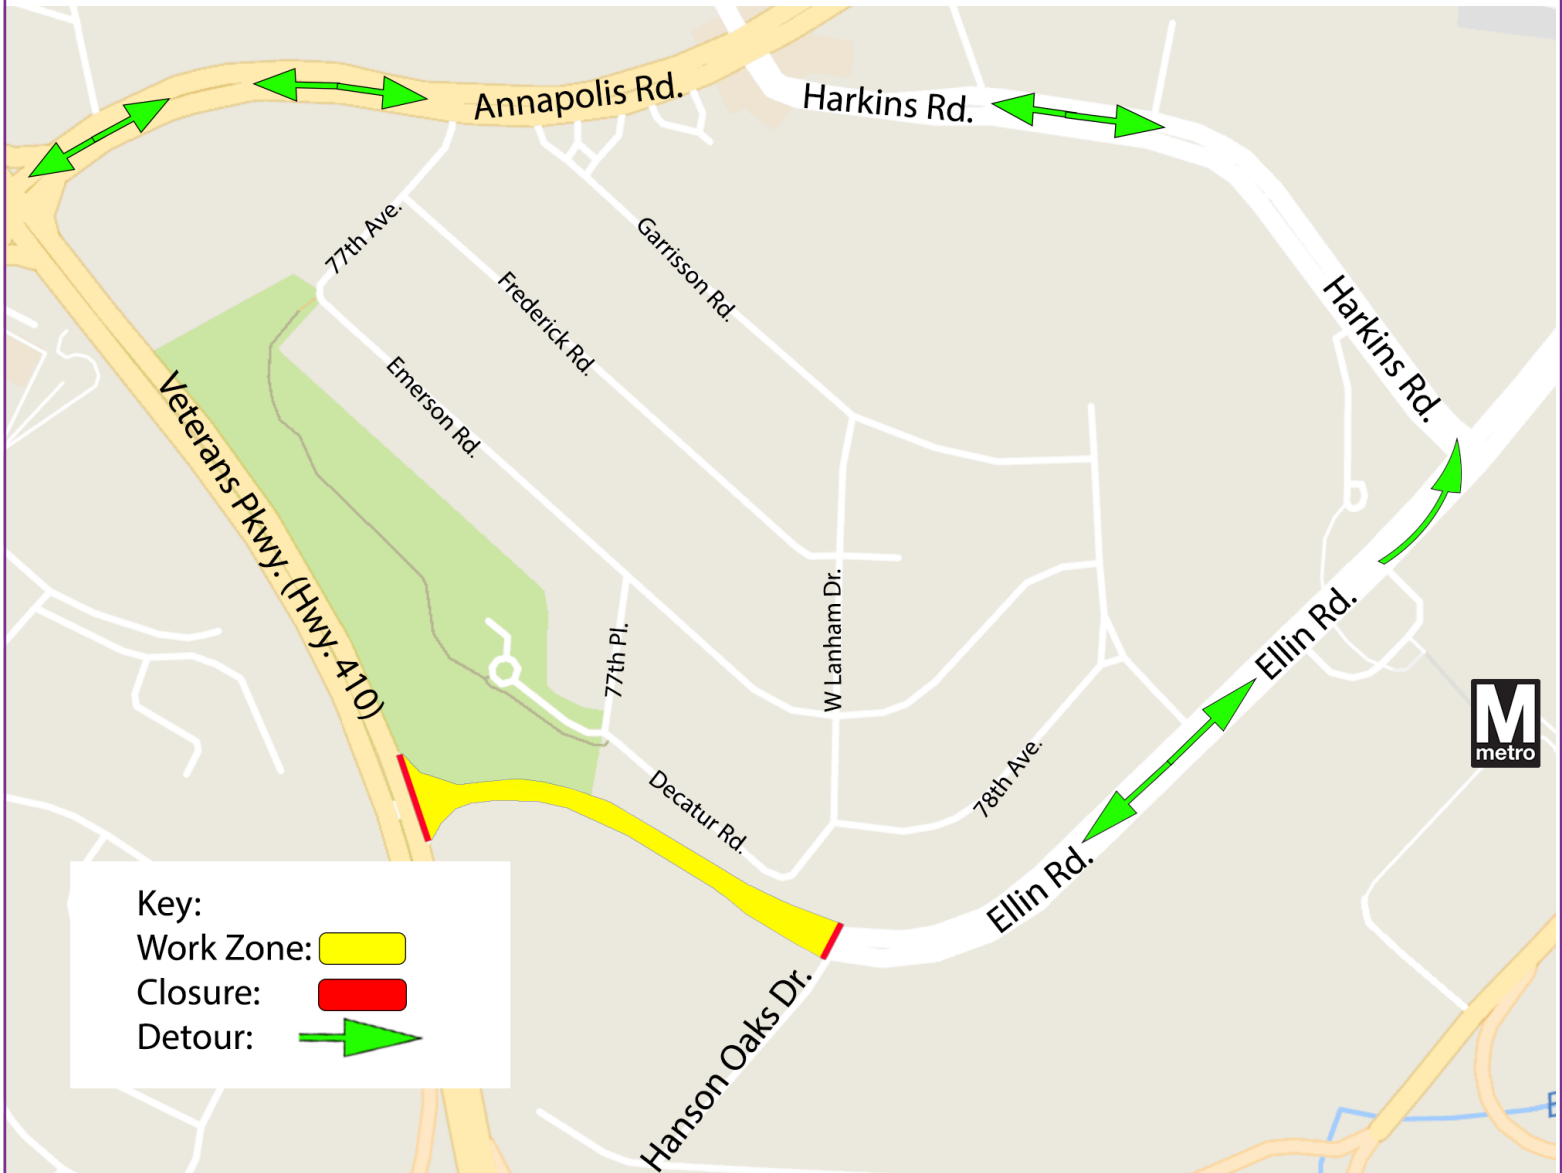 Annapolis Rd.
Harkins Rd.
77th Ave.
Garrisson Rd.
Frederick Rd.
Harkins Rd.
Emerson Rd.
Veterans Pkwy. (Hwy. 410)
W Lanham Dr.
77th Pl.
Ellin Rd.
M
metro
78th Ave.
Decatur Rd.
Ellin Rd.
Key:
Work Zone:
Closure:
Detour:
Hanson Oaks Dr.